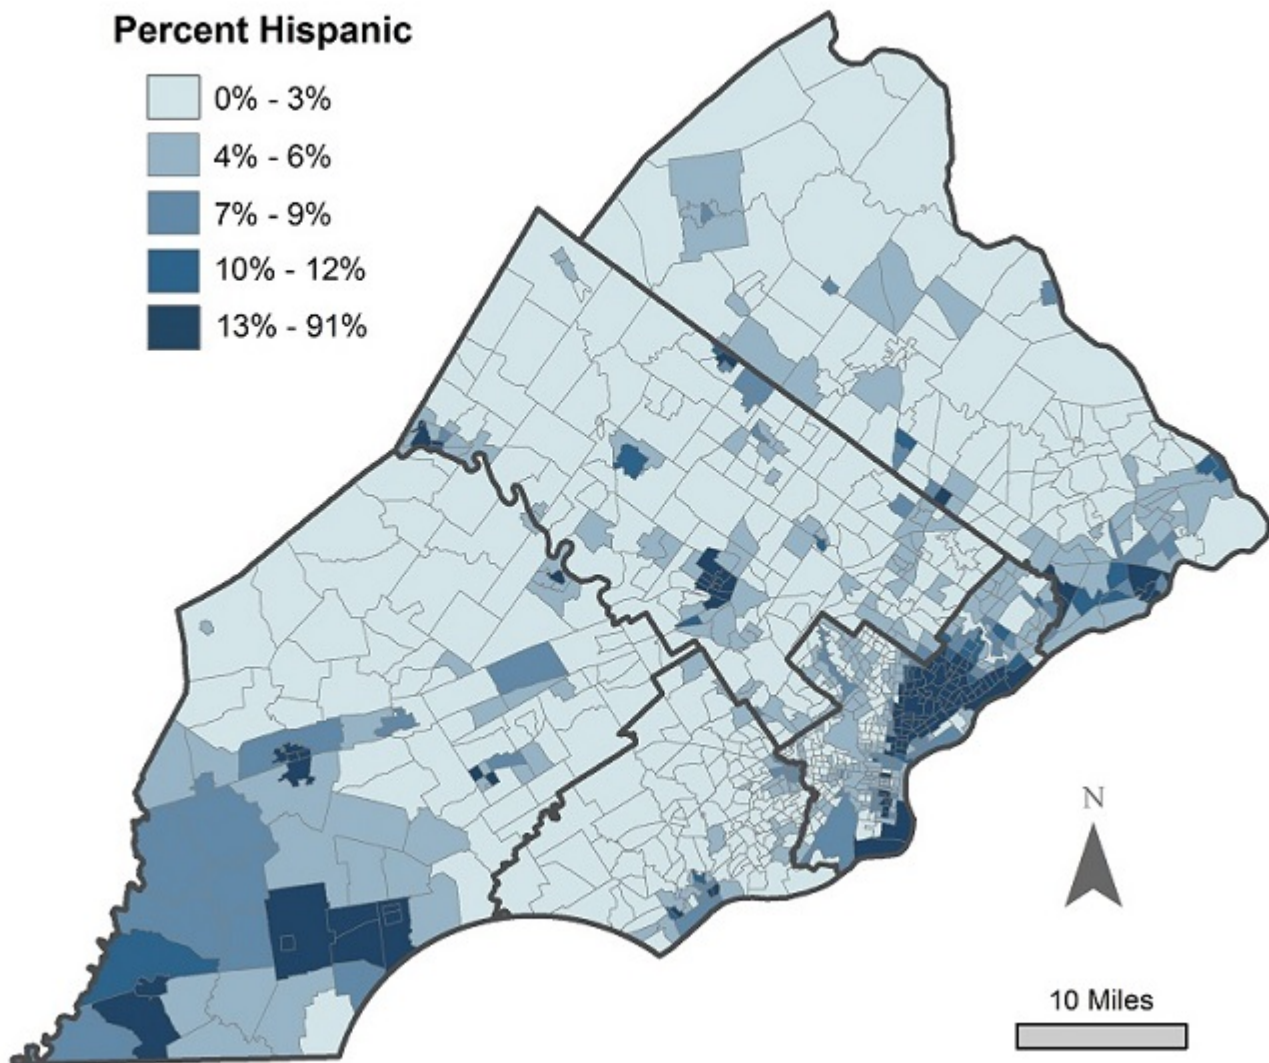 Percent Hispanic
0% - 3%
4% - 6%
7% - 9%
10% - 12%
13% - 91%
N
10 Miles